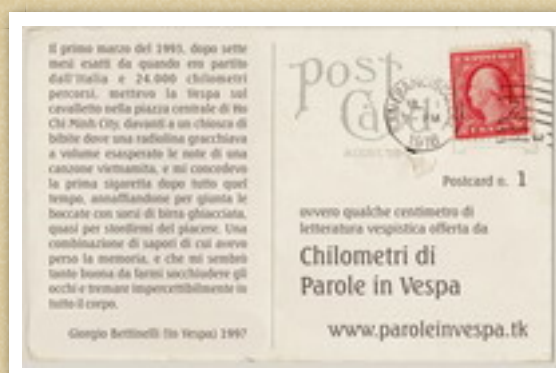 Il primo marzo del 1993, dopo sette
mesi esatti da quando ero partito
dall'Italia e 24.000 chilometri
percorsi, mettevo la Vespa sul
cavalletto nella piazza centrale di Ho
Chi Minh City, davanti a un chiosco di
bibite dove una radiolina gracchiava
a volume esasperato le note di una
canzone vietnamita, e mi concedevo
la prima sigaretta dopo tutto quel
tempo, annaffiandone per giunta le
boccate con sorsi di birra ghiacciata,
quasi per stordirmi del piacere. Una
combinazione di sapori di cui avevo
perso la memoria, e che mi sembrò
tanto buona da farmi socchiudere gli
occhi e tremare impercettibilmente in
tutto il corpo.
Giorgio Bettinelli (in Vespa) 1997
Post
Card
1916
Postcard n. 1
ovvero qualche centimetro di
letteratura vespistica offerta da
Chilometri di
Parole in Vespa
www.paroleinvespa.tk